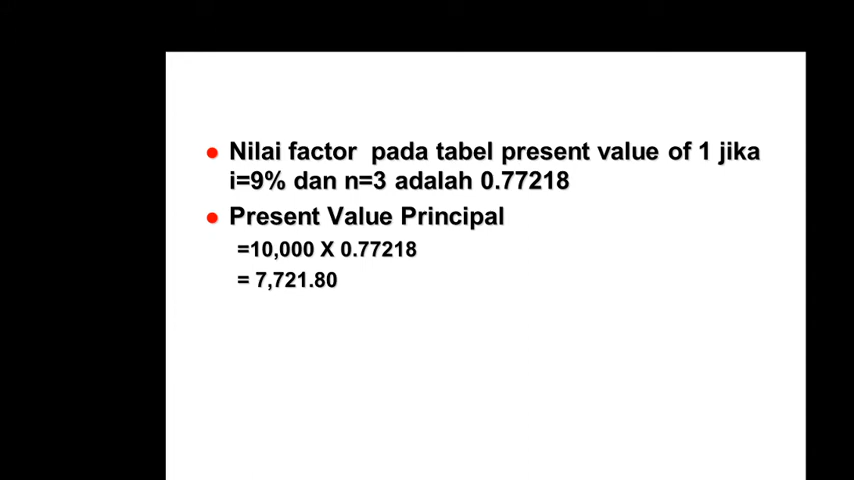 Nilai factor pada tabel present value of 1 jika
i=9% dan n=3 adalah 0.77218
Present Value Principal
=10,000 X 0.77218
= 7,721.80